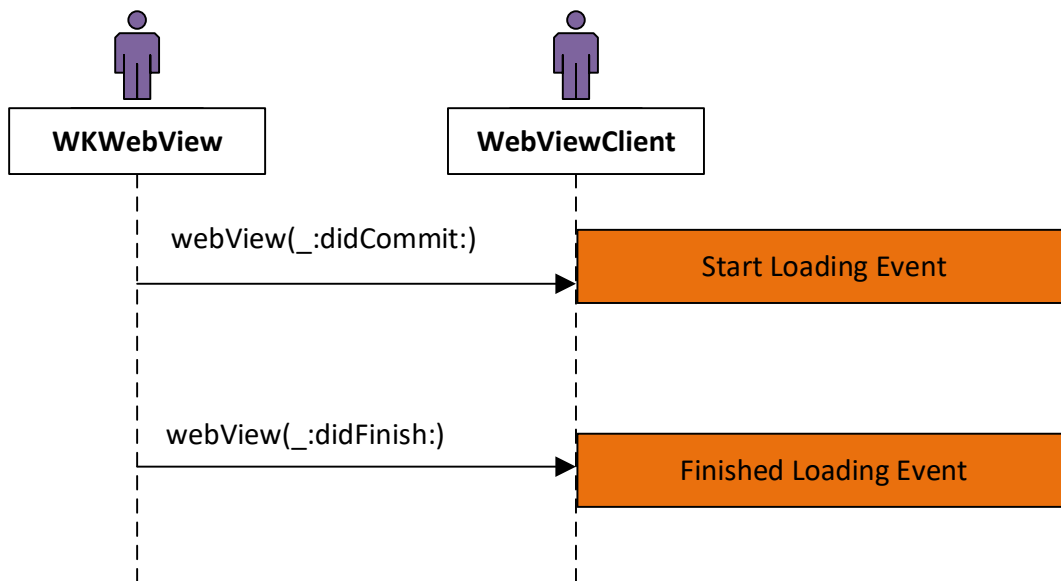 WKWebView
WebViewClient
webView(_:didCommit:)
Start Loading Event
webView(_:didFinish:)
Finished Loading Event